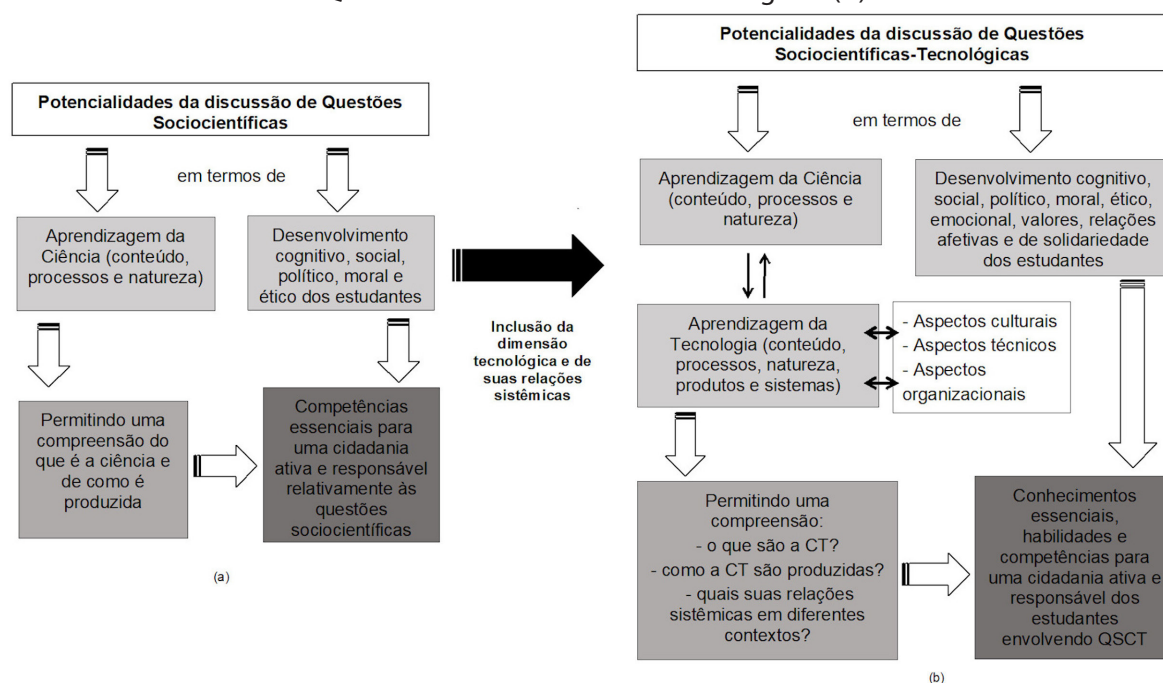 Potencialidades da discussão de Questões
Sociocientíficas
em termos de
Aprendizagem da
Ciência (conteúdo,
processos e natureza)
Desenvolvimento
cognitivo, social,
político, moral e
ético dos estudantes
Permitindo uma
compreensão do
que é a ciência e
de como é
produzida
Competências
essenciais para
uma cidadania
ativa e responsável
relativamente às
questões
sociocientíficas
(a)
Inclusão da
dimensão
tecnológica e de
suas relações
sistêmicas
Potencialidades da discussão de Questões
Sociocientíficas-Tecnológicas
em termos de
Aprendizagem da Ciência
(conteúdo, processos e
natureza)
Desenvolvimento cognitivo,
social, político, moral, ético,
emocional, valores, relações
afetivas e de solidariedade
dos estudantes
Aprendizagem da
Tecnologia (conteúdo,
processos, natureza,
produtos e sistemas)
- Aspectos culturais
- Aspectos técnicos
- Aspectos
organizacionais
Permitindo uma
compreensão:
- o que são a CT?
- como a CT são produzidas?
- quais suas relações
sistêmicas em diferentes
contextos?
Conhecimentos
essenciais,
habilidades e
competências para
uma cidadania ativa e
responsável dos
estudantes
envolvendo QSCT
(b)